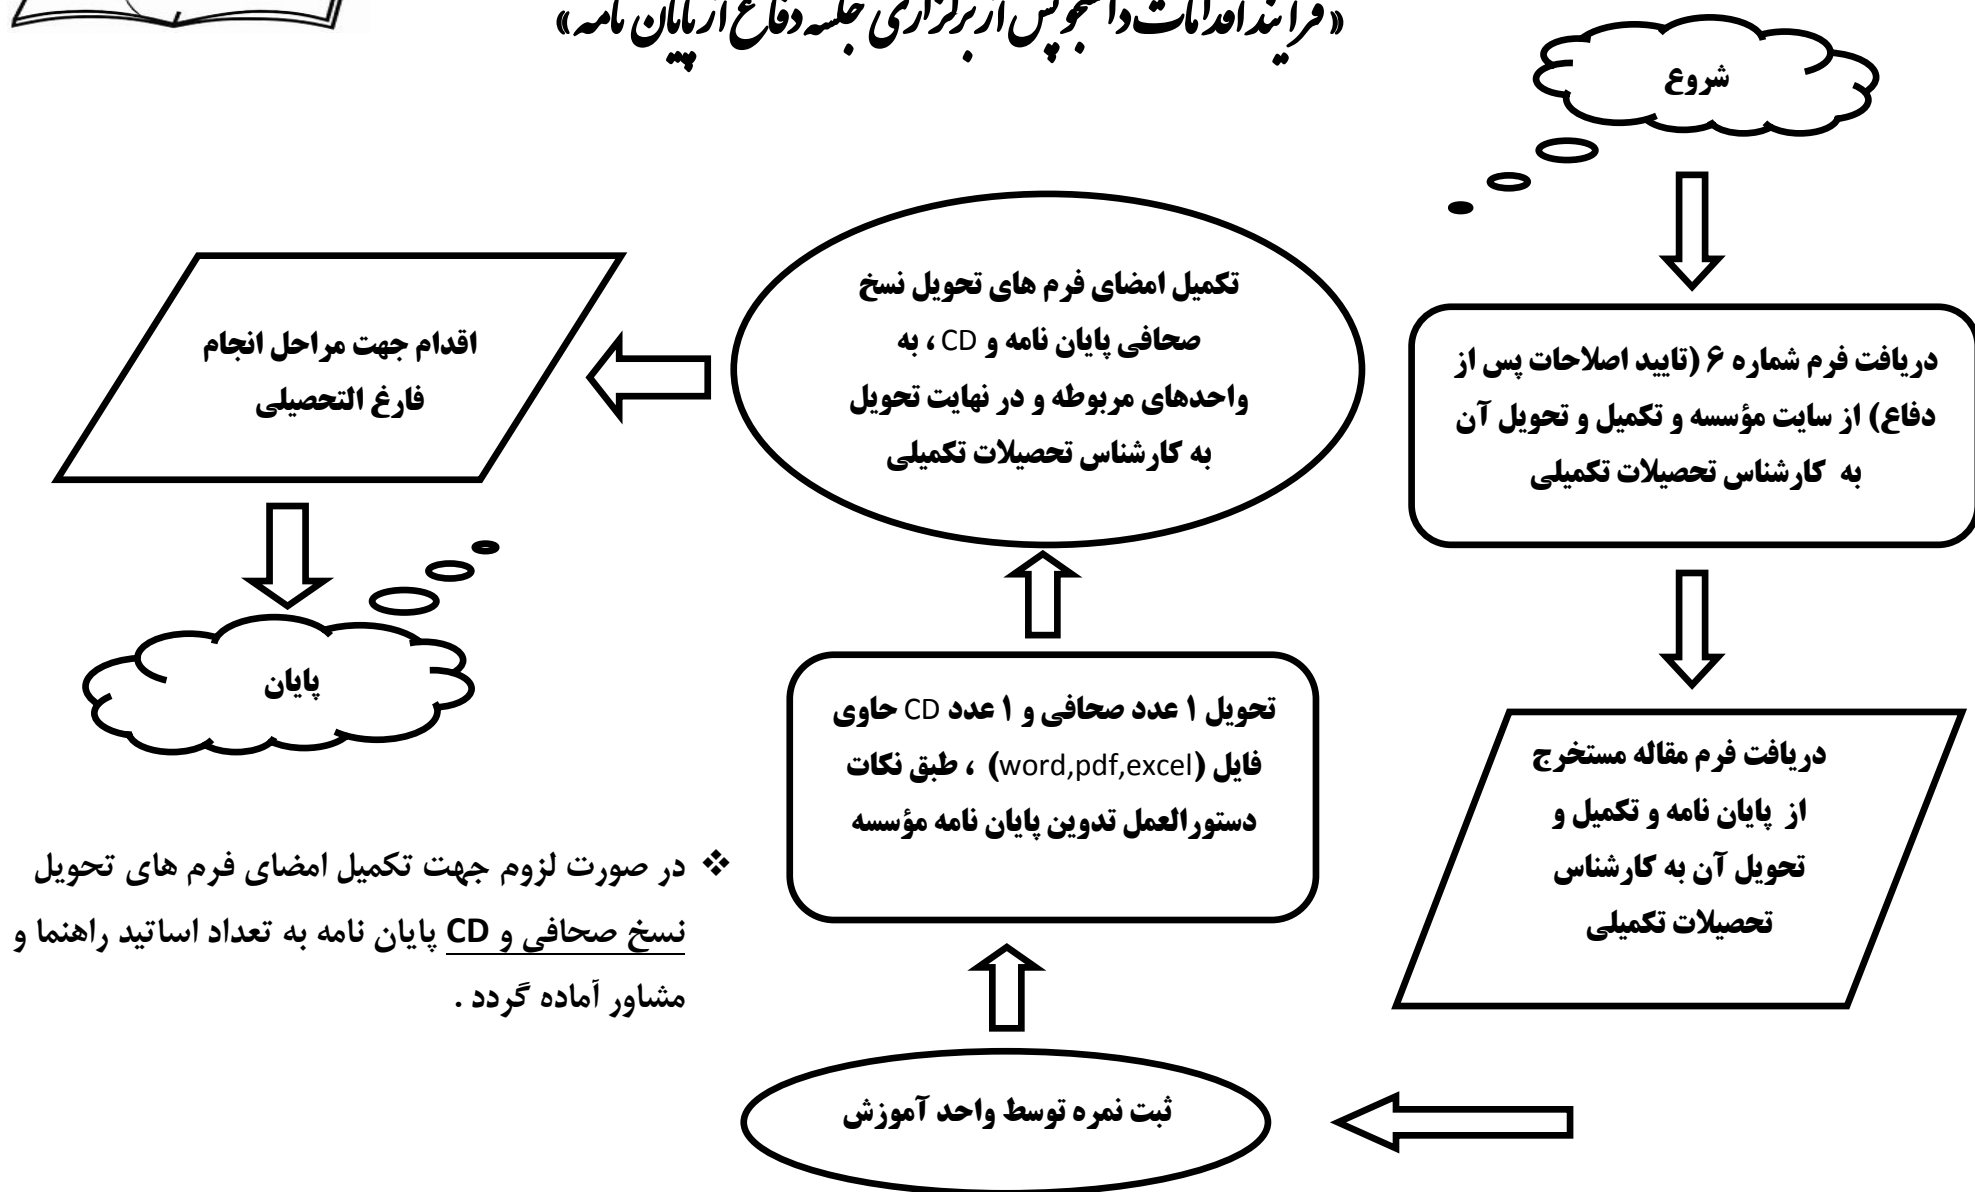 « فرآیند اقدامات دانشجو پس از برگزاری جلسه دفاع از پایان نامه »
شروع
دریافت فرم شماره ۶ (تایید اصلاحات پس از
دفاع) از سایت مؤسسه و تکمیل و تحویل آن
به کارشناس تحصیلات تکمیلی
دریافت فرم مقاله مستخرج
از پایان نامه و تکمیل و
تحویل آن به کارشناس
تحصیلات تکمیلی
ثبت نمره توسط واحد آموزش
تحویل ۱ عدد صحافی و ۱ عدد CD حاوی
فایل (word,pdf,excel) ، طبق نکات
دستورالعمل تدوین پایان نامه مؤسسه
تکمیل امضای فرم های تحویل نسخ
صحافی پایان نامه و CD ، به
واحدهای مربوطه و در نهایت تحویل
به کارشناس تحصیلات تکمیلی
اقدام جهت مراحل انجام
فارغ التحصیلی
پایان
❖ در صورت لزوم جهت تکمیل امضای فرم های تحویل
نسخ صحافی و CD پایان نامه به تعداد اساتید راهنما و
مشاور آماده گردد .